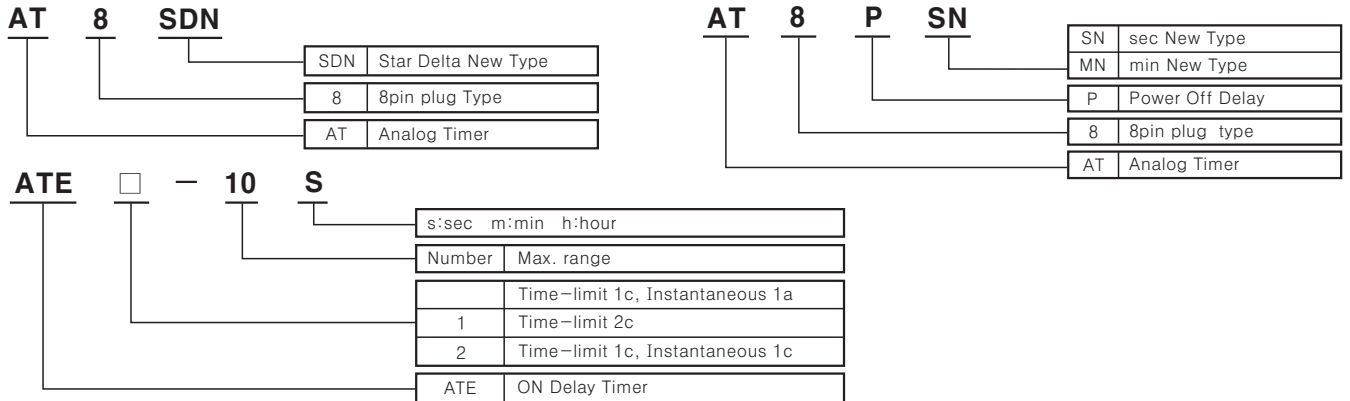 AT 8 SDN
SDN Star Delta New Type
8 8pin plug Type
AT Analog Timer
AT 8 P SN
SN sec New Type
MN min New Type
P Power Off Delay
8 8pin plug type
AT Analog Timer
ATE □ - 10 S
s:sec m:min h:hour
Number Max. range
Time-limit 1c, Instantaneous 1a
1 Time-limit 2c
2 Time-limit 1c, Instantaneous 1c
ATE ON Delay Timer